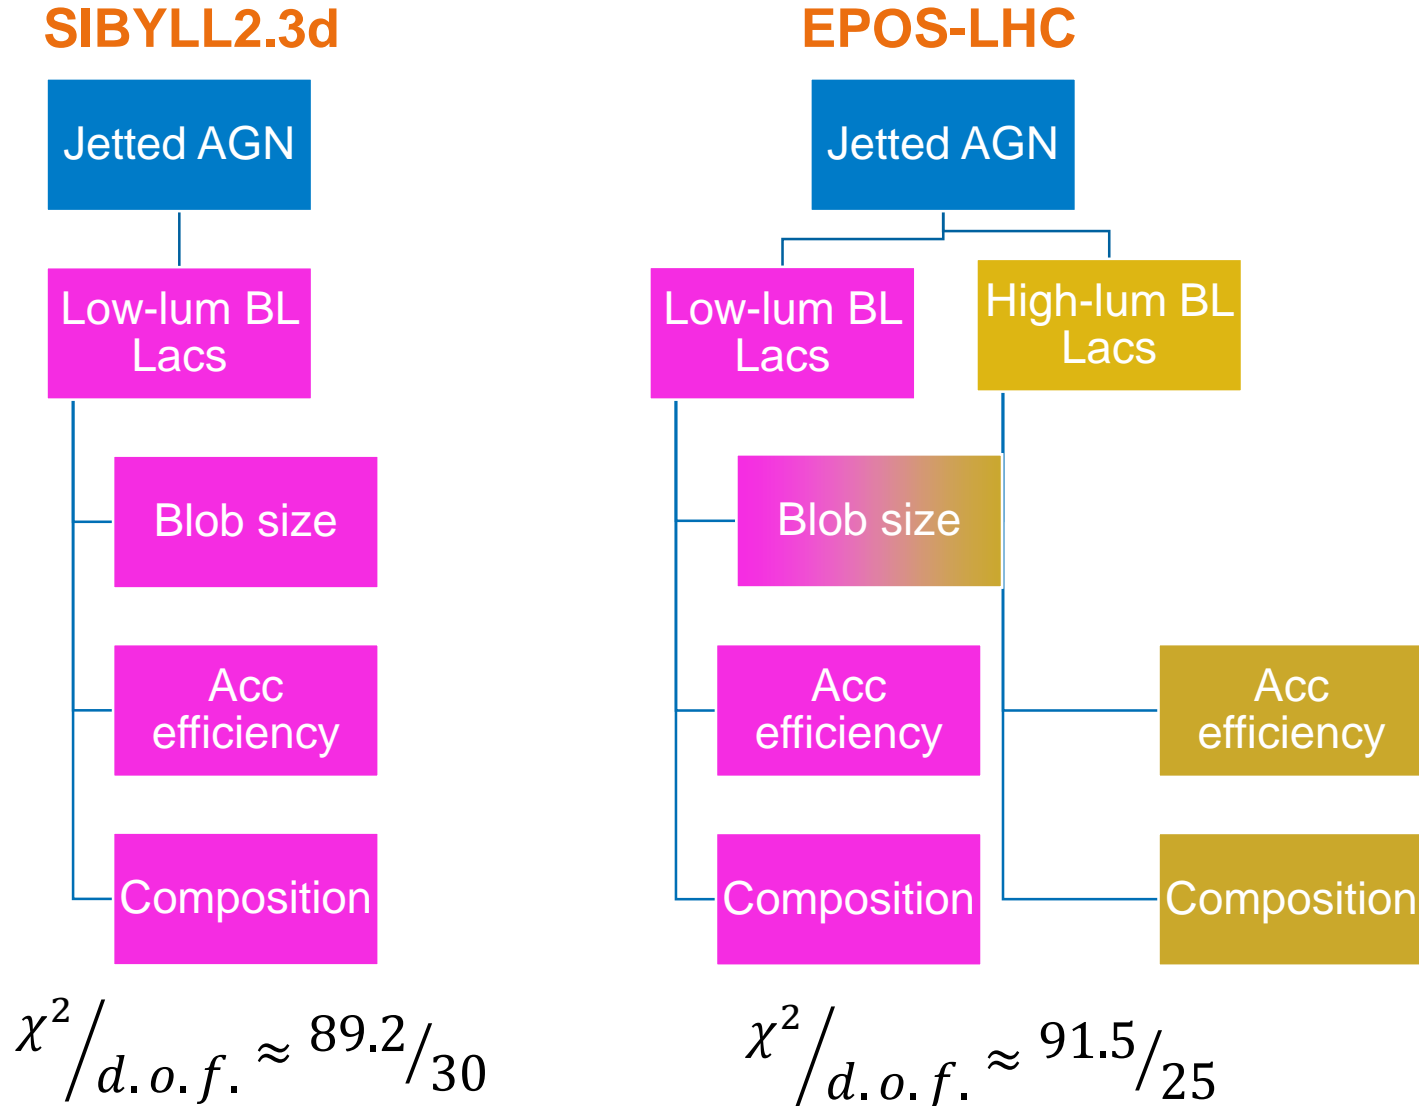 SIBYLL2.3d
Jetted AGN
Low-lum BL
Lacs
Blob size
Acc
efficiency
Composition
χ²/d.o.f. ≈ 89.2/30
EPOS-LHC
Jetted AGN
Low-lum BL
Lacs
High-lum BL
Lacs
Blob size
Acc
efficiency
Acc
efficiency
Composition
Composition
χ²/d.o.f. ≈ 91.5/25